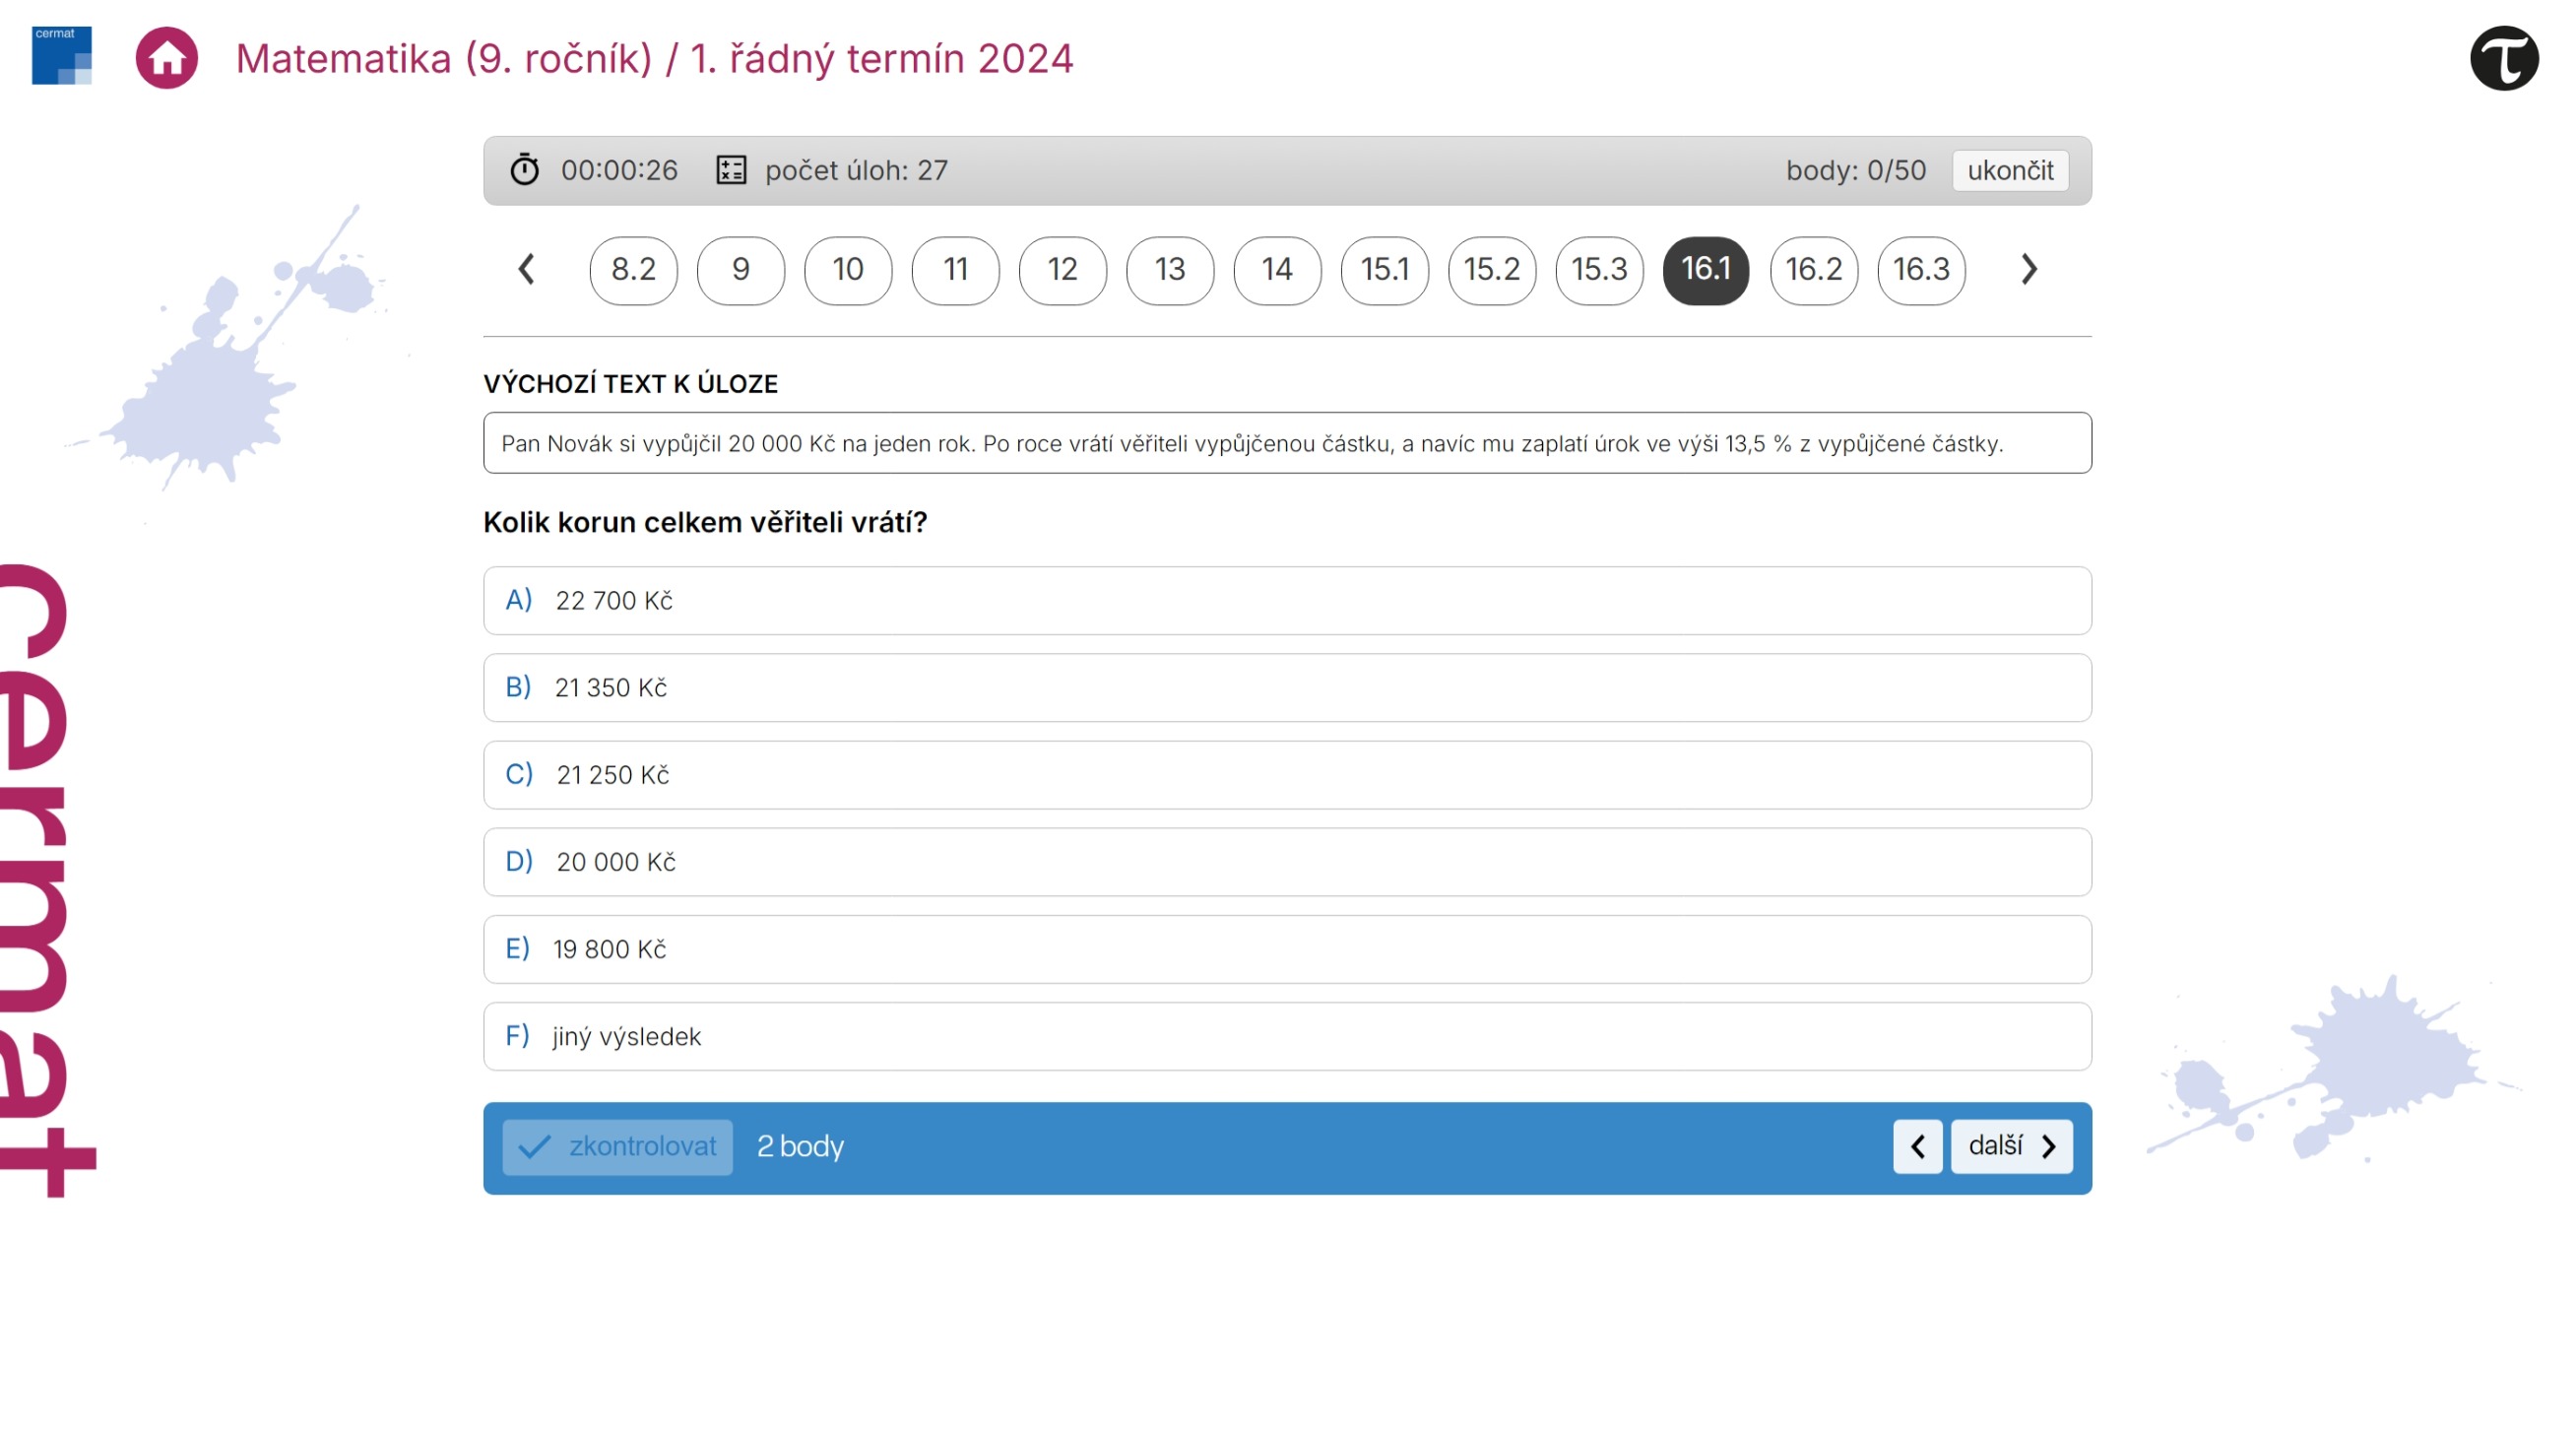 cermat
Matematika (9. ročník) / 1. řádný termín 2024
00:00:26 počet úloh: 27 body: 0/50 ukončit
8.2 9 10 11 12 13 14 15.1 15.2 15.3 16.1 16.2 16.3
VÝCHOZÍ TEXT K ÚLOZE
Pan Novák si vypůjčil 20 000 Kč na jeden rok. Po roce vrátí věřiteli vypůjčenou částku, a navíc mu zaplatí úrok ve výši 13,5 % z vypůjčené částky.
Kolik korun celkem věřiteli vrátí?
A) 22 700 Kč
B) 21 350 Kč
C) 21 250 Kč
D) 20 000 Kč
E) 19 800 Kč
F) jiný výsledek
zkontrolovat 2 body další
cermat